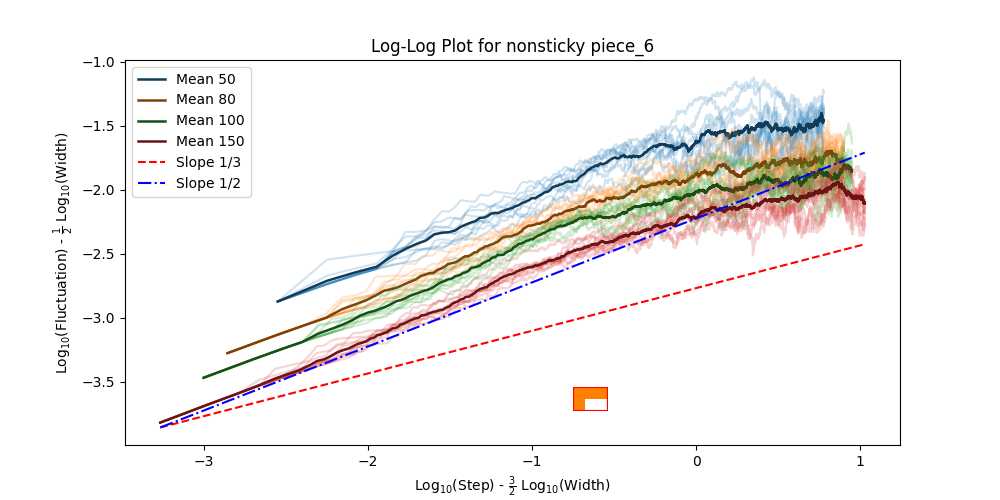 Log-Log Plot for nonsticky piece_6
Mean 50
Mean 80
Mean 100
Mean 150
Slope 1/3
Slope 1/2
Log₁₀(Fluctuation) - ½ Log₁₀(Width)
−1.0
−1.5
−2.0
−2.5
−3.0
−3.5
−3
−2
−1
0
1
Log₁₀(Step) - 3/2 Log₁₀(Width)